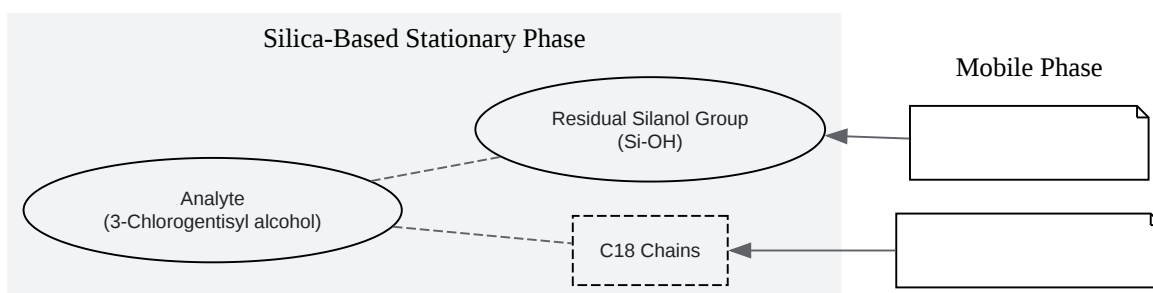 Silica-Based Stationary Phase
Mobile Phase
Residual Silanol Group
(Si-OH)
Analyte
(3-Chlorogentisyl alcohol)
C18 Chains